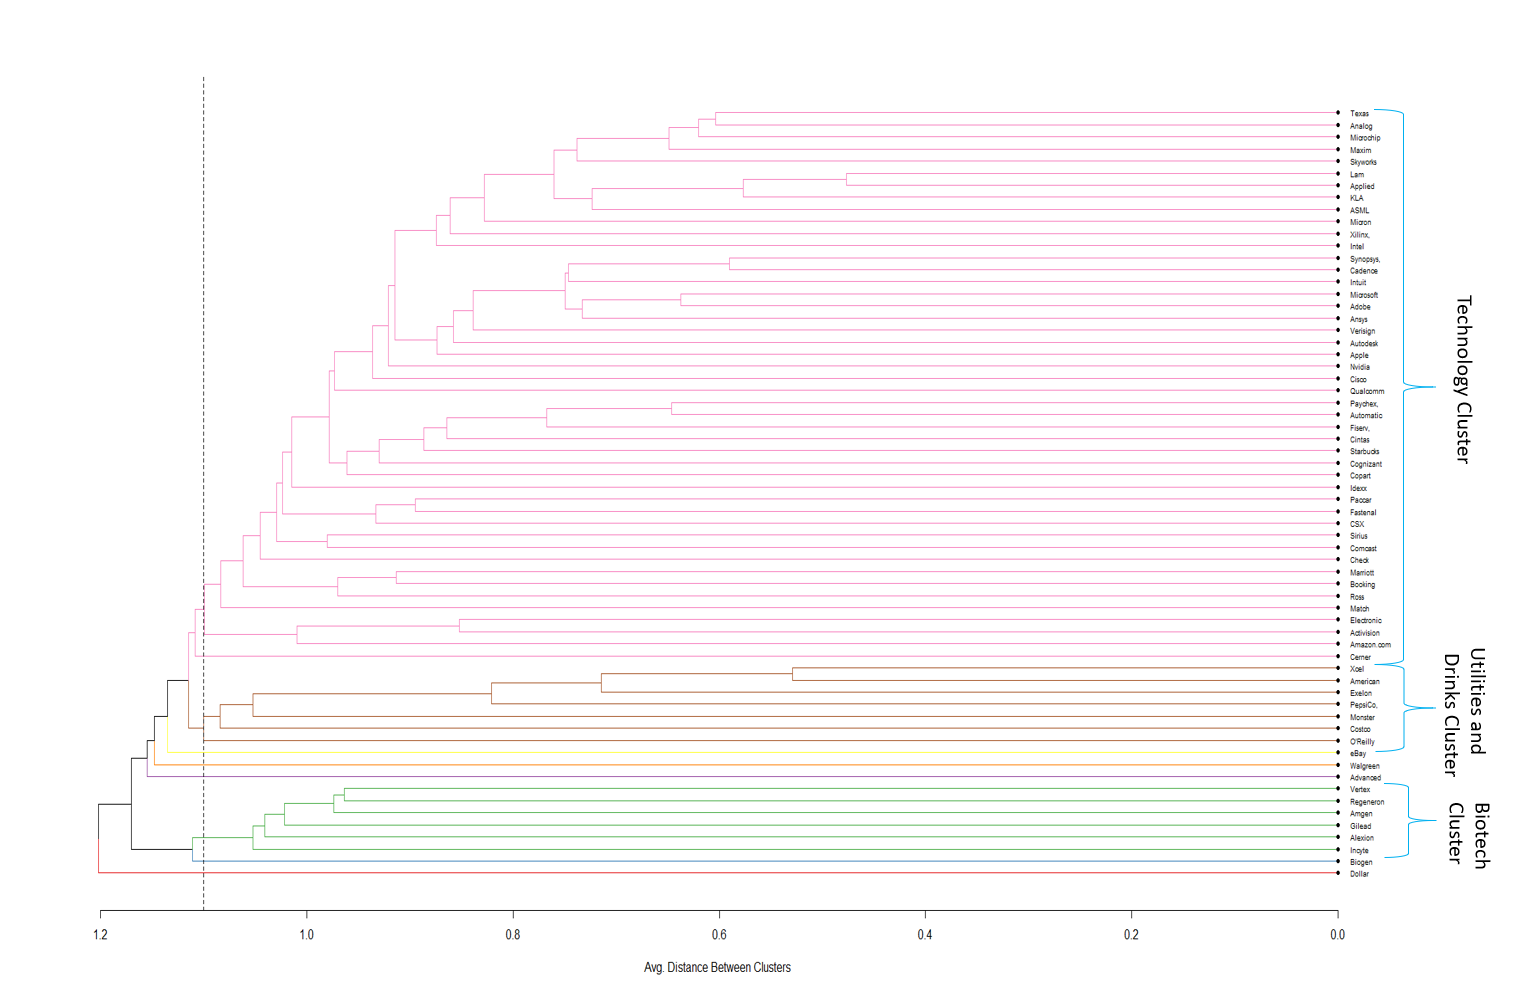 Texas
Analog
Microchip
Maxim
Skyworks
Lam
Applied
KLA
ASML
Micron
Xilinx,
Intel
Synopsys,
Cadence
Intuit
Microsoft
Adobe
Ansys
Verisign
Autodesk
Apple
Nvidia
Cisco
Qualcomm
Paychex,
Automatic
Fiserv,
Cintas
Starbucks
Cognizant
Copart
Idexx
Paccar
Fastenal
CSX
Sirius
Comcast
Check
Marriott
Booking
Ross
Match
Electronic
Activision
Amazon.com
Cerner
Xcel
American
Exelon
PepsiCo,
Monster
Costco
O'Reilly
eBay
Walgreen
Advanced
Vertex
Regeneron
Amgen
Gilead
Alexion
Incyte
Biogen
Dollar
Technology Cluster
Utilities and
Drinks Cluster
Biotech
Cluster
1.2 1.0 0.8 0.6 0.4 0.2 0.0
Avg. Distance Between Clusters